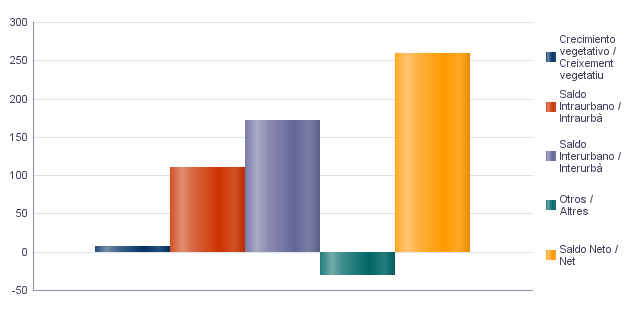 300
250
200
150
100
50
0
-50
Crecimiento
vegetativo /
Creixement
vegetatiu
Saldo
Intraurbano /
Intraurbà
Saldo
Interurbano /
Interurbà
Otros /
Altres
Saldo Neto /
Net